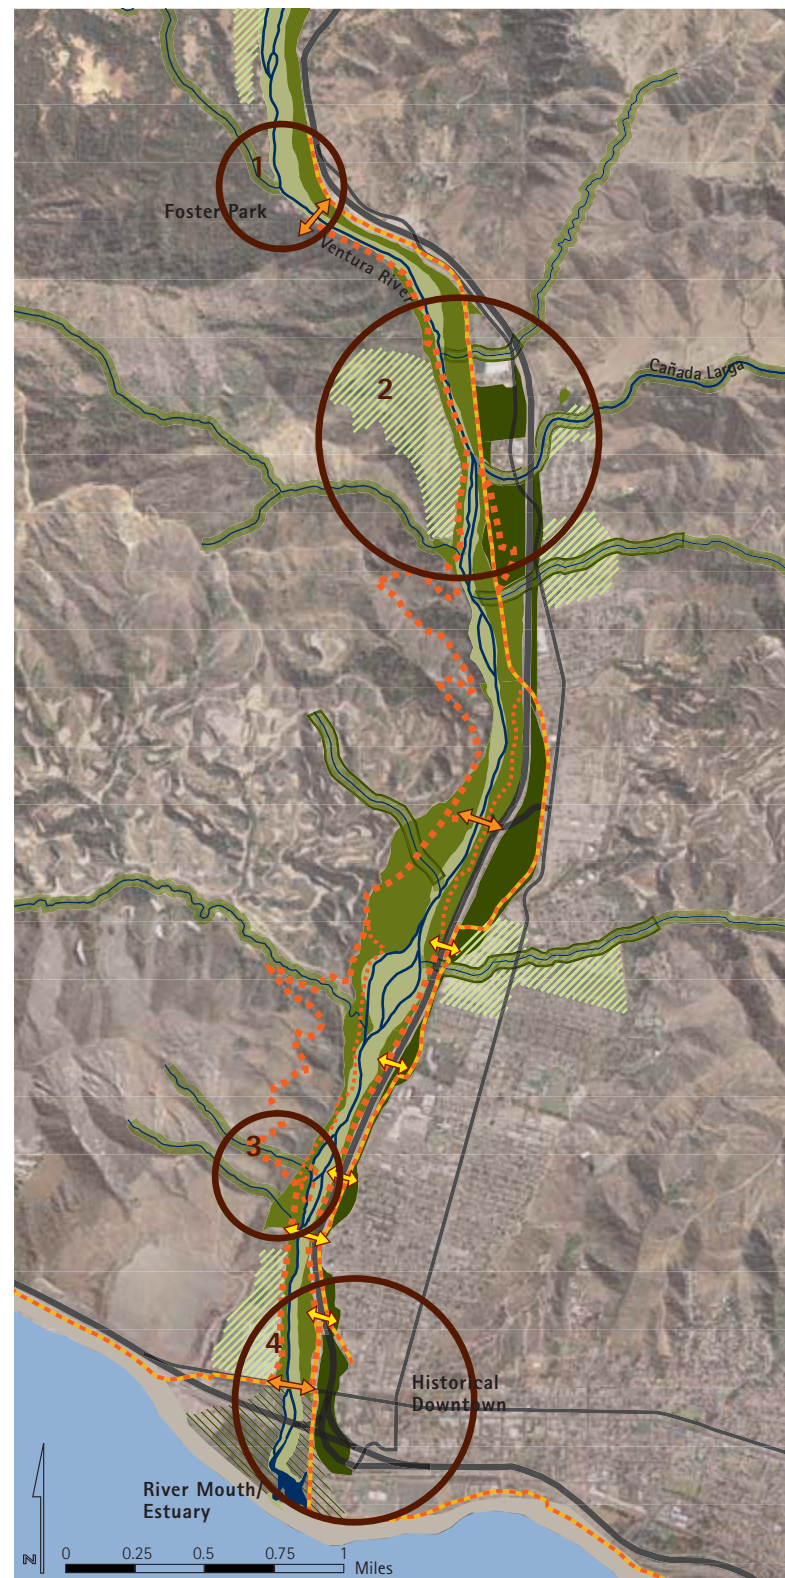 1
Foster Park
Ventura River
2
Cañada Larga
3
4
Historical
Downtown
River Mouth/
Estuary
N
0 0.25 0.5 0.75 1
Miles